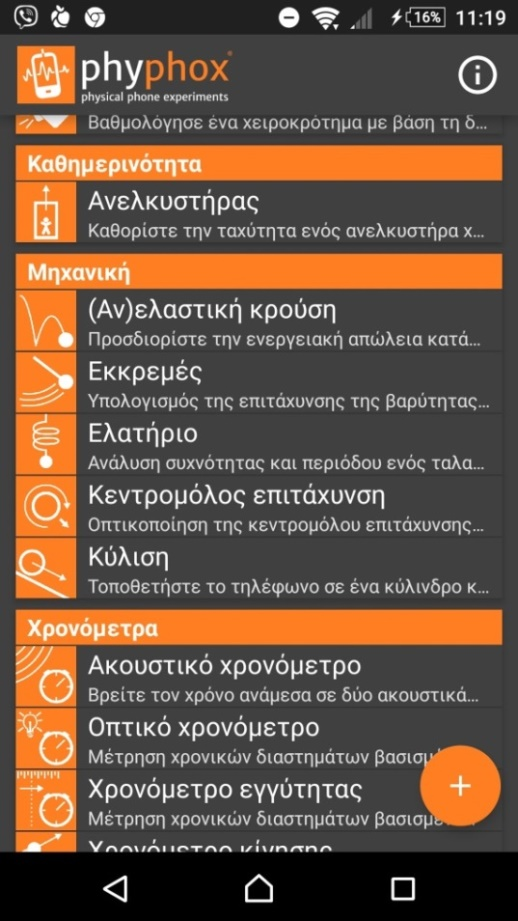 16% 11:19
phyphox
physical phone experiments
Βαθμολόγησε ένα χειροκρότημα με βάση τη δ...
Καθημερινότητα
Ανελκυστήρας
Καθορίστε την ταχύτητα ενός ανελκυστήρα χ...
Μηχανική
(Αν)ελαστική κρούση
Προσδιορίστε την ενεργειακή απώλεια κατά...
Εκκρεμές
Υπολογισμός της επιτάχυνσης της βαρύτητας...
Ελατήριο
Ανάλυση συχνότητας και περιόδου ενός ταλα...
Κεντρομόλος επιτάχυνση
Οπτικοποίηση της κεντρομόλου επιτάχυνσης...
Κύλιση
Τοποθετήστε το τηλέφωνο σε ένα κύλινδρο κ...
Χρονόμετρα
Ακουστικό χρονόμετρο
Βρείτε τον χρόνο ανάμεσα σε δύο ακουστικά...
Οπτικό χρονόμετρο
Μέτρηση χρονικών διαστημάτων
Χρονόμετρο εγγύτητας
Μέτρηση χρονικών διαστημάτων
Χρονόμετρο κίνησης